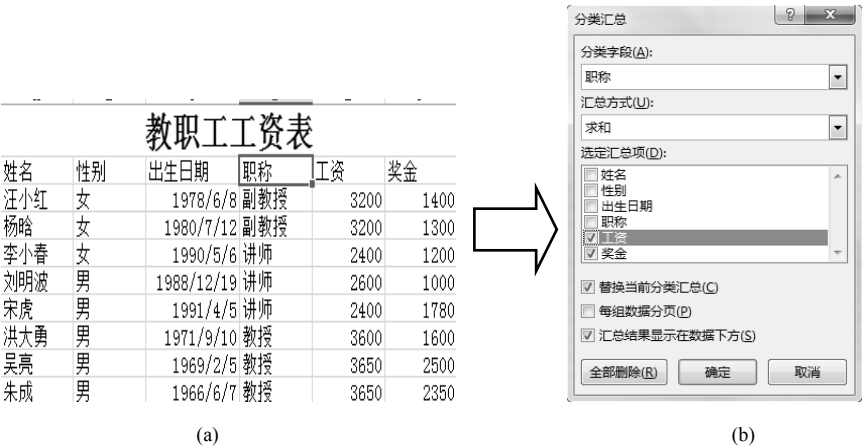 教职工工资表
姓名 性别 出生日期 职称 工资 奖金
汪小红 女 1978/6/8 副教授 3200 1400
杨晗 女 1980/7/12 副教授 3200 1300
李小春 女 1990/5/6 讲师 2400 1200
刘明波 男 1988/12/19 讲师 2600 1000
宋虎 男 1991/4/5 讲师 2400 1780
洪大勇 男 1971/9/10 教授 3600 1600
吴亮 男 1969/2/5 教授 3650 2500
朱成 男 1966/6/7 教授 3650 2350
(a)
分类汇总
分类字段(A):
职称
汇总方式(U):
求和
选定汇总项(D):
姓名
性别
出生日期
职称
工资
奖金
替换当前分类汇总(C)
每组数据分页(P)
汇总结果显示在数据下方(S)
全部删除(R) 确定 取消
(b)